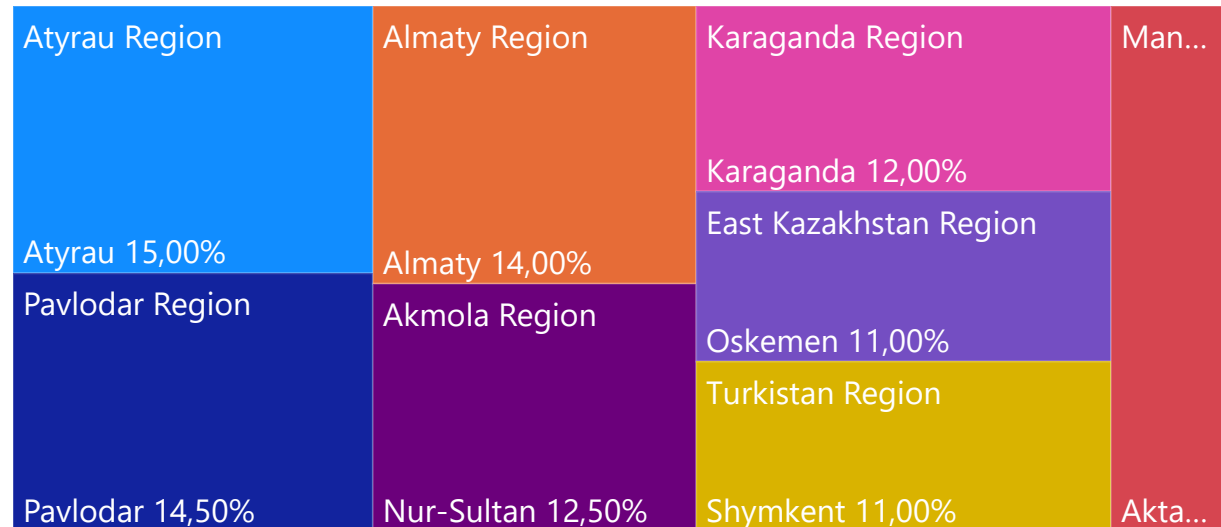 Atyrau Region
Atyrau 15,00%
Pavlodar Region
Pavlodar 14,50%
Almaty Region
Almaty 14,00%
Akmola Region
Nur-Sultan 12,50%
Karaganda Region
Karaganda 12,00%
East Kazakhstan Region
Oskemen 11,00%
Turkistan Region
Shymkent 11,00%
Man...
Akta...